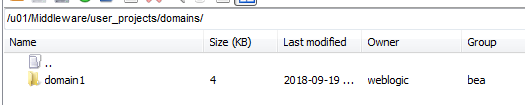 /u01/Middleware/user_projects/domains/
Name Size (KB) Last modified Owner Group
..
domain1 4 2018-09-19 ... weblogic bea